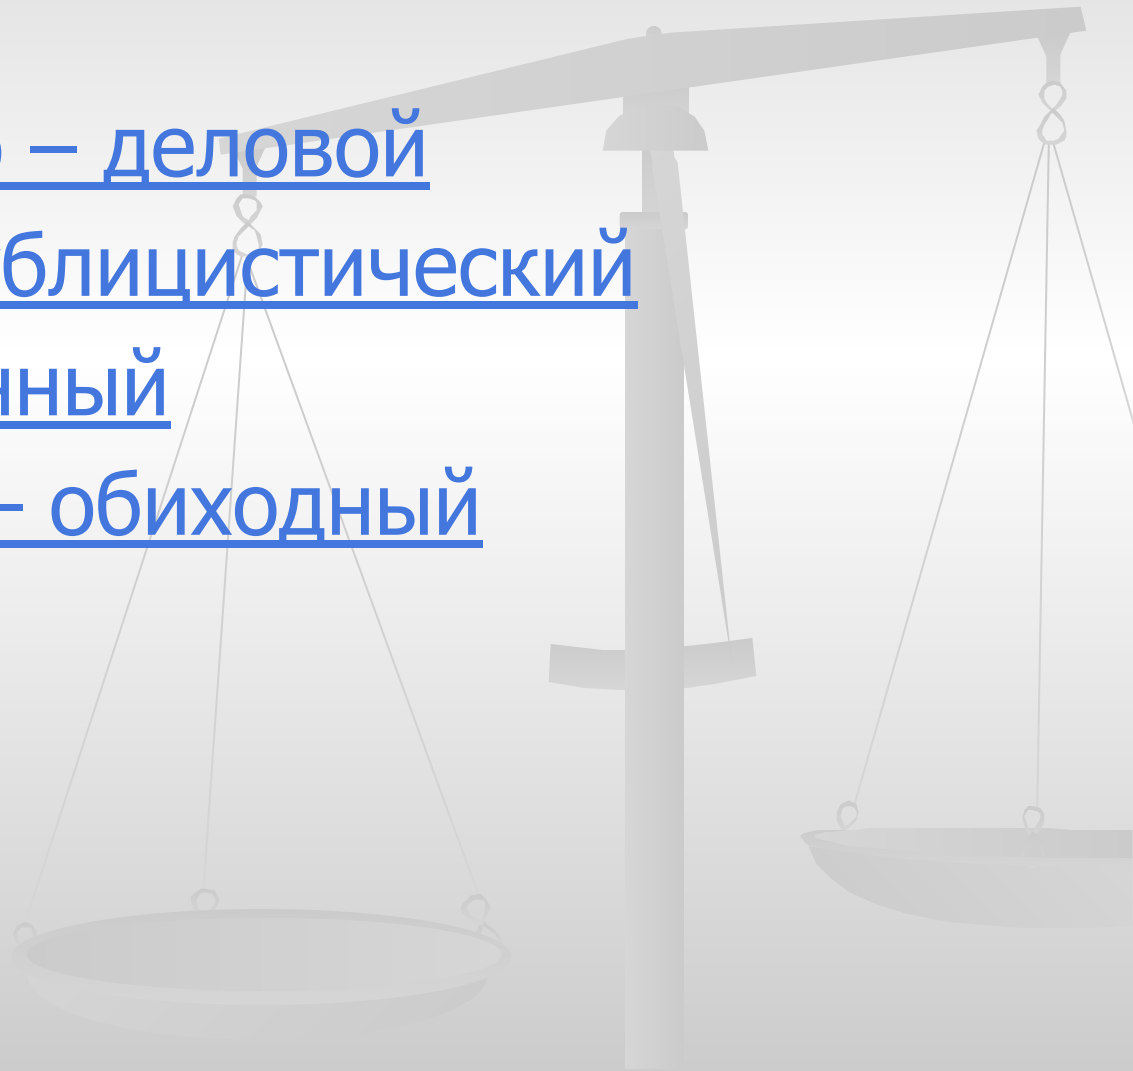 – деловой
блицистический
нный
– обиходный